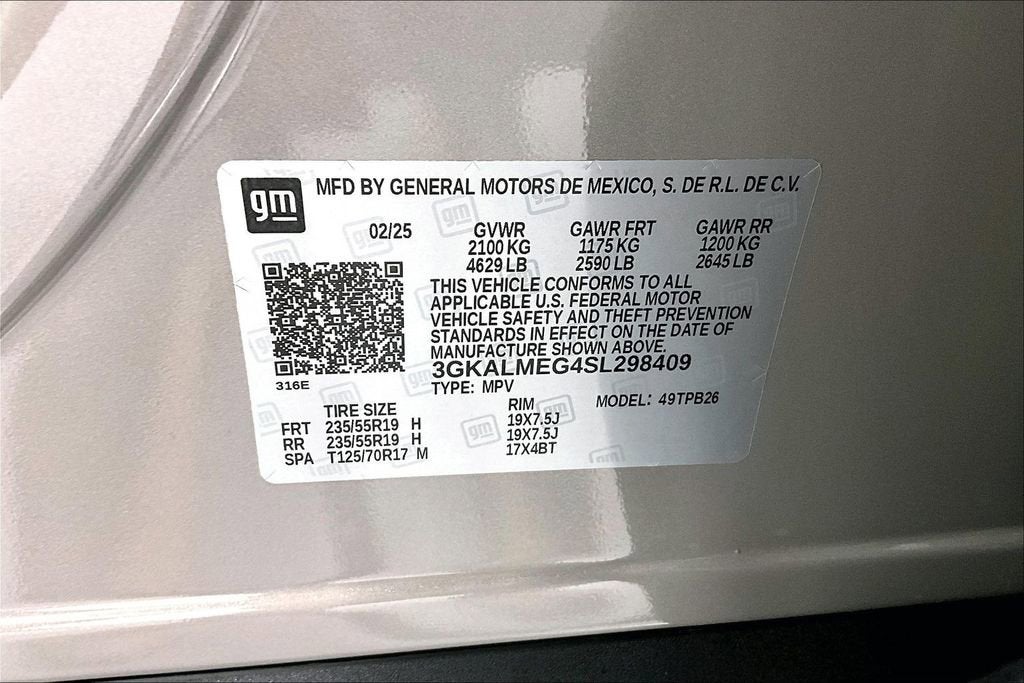 gm MFD BY GENERAL MOTORS DE MEXICO, S. DE R.L. DE C.V.
02/25 GVWR GAWR FRT GAWR RR
2100 KG 1175 KG 1200 KG
4629 LB 2590 LB 2645 LB
THIS VEHICLE CONFORMS TO ALL
APPLICABLE U.S. FEDERAL MOTOR
VEHICLE SAFETY AND THEFT PREVENTION
STANDARDS IN EFFECT ON THE DATE OF
MANUFACTURE SHOWN ABOVE.
3GKALMEG4SL298409
316E TYPE: MPV
TIRE SIZE RIM MODEL: 49TPB26
FRT 235/55R19 H 19X7.5J
RR 235/55R19 H 19X7.5J
SPA T125/70R17 M 17X4BT